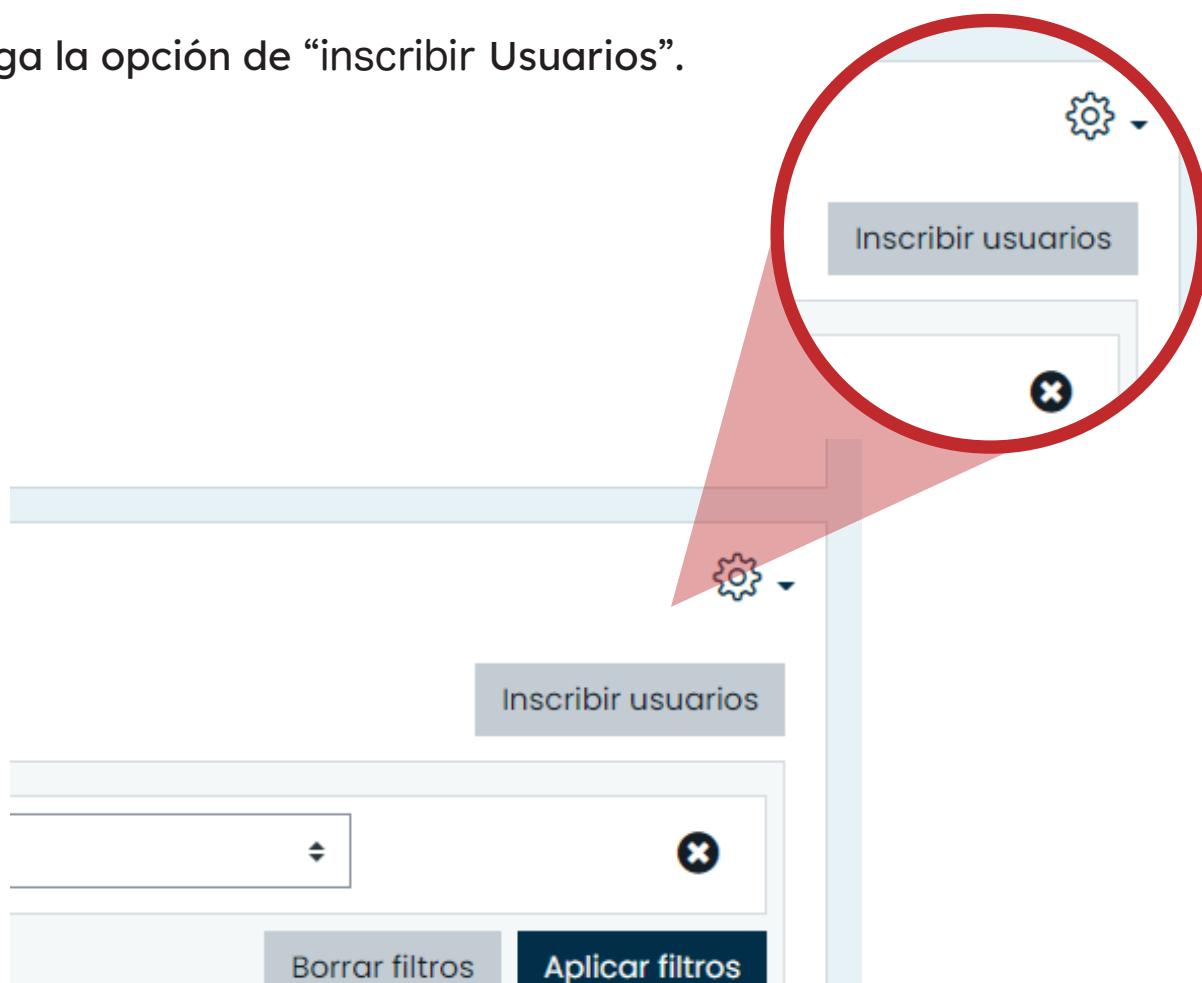 ga la opción de “inscribir Usuarios”.
Inscribir usuarios
Inscribir usuarios
Borrar filtros
Aplicar filtros